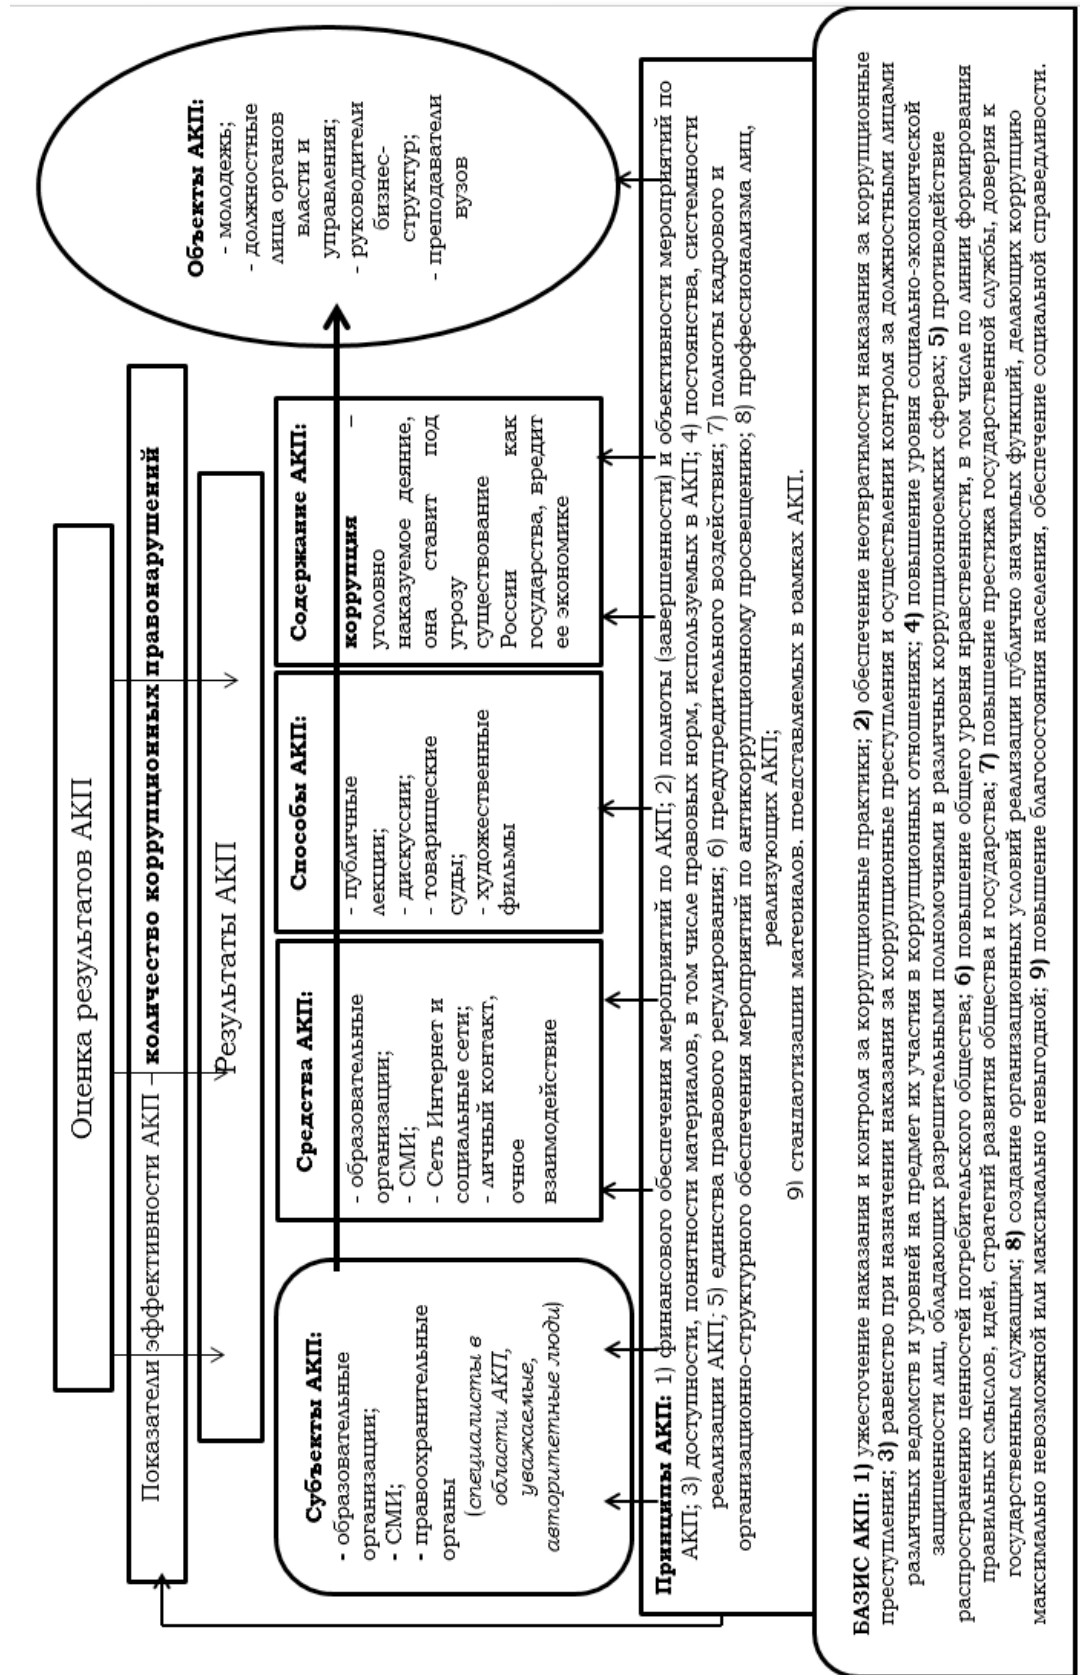 Оценка результатов АКП
Показатели эффективности АКП – количество коррупционных правонарушений
Результаты АКП
Субъекты АКП:
- образовательные
организации;
- СМИ;
- правоохранительные
органы
(специалисты в
области АКП,
уважаемые,
авторитетные люди)
Средства АКП:
- образовательные
организации;
- СМИ;
- Сеть Интернет и
социальные сети;
- личный контакт,
очное
взаимодействие
Способы АКП:
- публичные
лекции;
- дискуссии;
- товарищеские
суды;
- художественные
фильмы
Содержание АКП:
коррупция –
уголовно
наказуемое деяние,
она ставит под
угрозу
существование
России как
государства, вредит
ее экономике
Объекты АКП:
- молодежь;
- должностные
лица органов
власти и
управления;
- руководители
бизнес-
структур;
- преподаватели
вузов
Принципы АКП: 1) финансового обеспечения мероприятий по АКП; 2) полноты (завершенности) и объективности мероприятий по
АКП; 3) доступности, понятности материалов, в том числе правовых норм, используемых в АКП; 4) постоянства, системности
реализации АКП; 5) единства правового регулирования; 6) предупредительного воздействия; 7) полноты кадрового и
организационно-структурного обеспечения мероприятий по антикоррупционному просвещению; 8) профессионализма лиц,
реализующих АКП;
9) стандартизации материалов. представляемых в рамках АКП.
БАЗИС АКП: 1) ужесточение наказания и контроля за коррупционные практики; 2) обеспечение неотвратимости наказания за коррупционные
преступления; 3) равенство при назначении наказания за коррупционные преступления и осуществлении контроля за должностными лицами
различных ведомств и уровней на предмет их участия в коррупционных отношениях; 4) повышение уровня социально-экономической
защищенности лиц, обладающих разрешительными полномочиями в различных коррупционноемких сферах; 5) противодействие
распространению ценностей потребительского общества; 6) повышение общего уровня нравственности, в том числе по линии формирования
правильных смыслов, идей, стратегий развития общества и государства; 7) повышение престижа государственной службы, доверия к
государственным служащим; 8) создание организационных условий реализации публично значимых функций, делающих коррупцию
максимально невозможной или максимально невыгодной; 9) повышение благосостояния населения, обеспечение социальной справедливости.